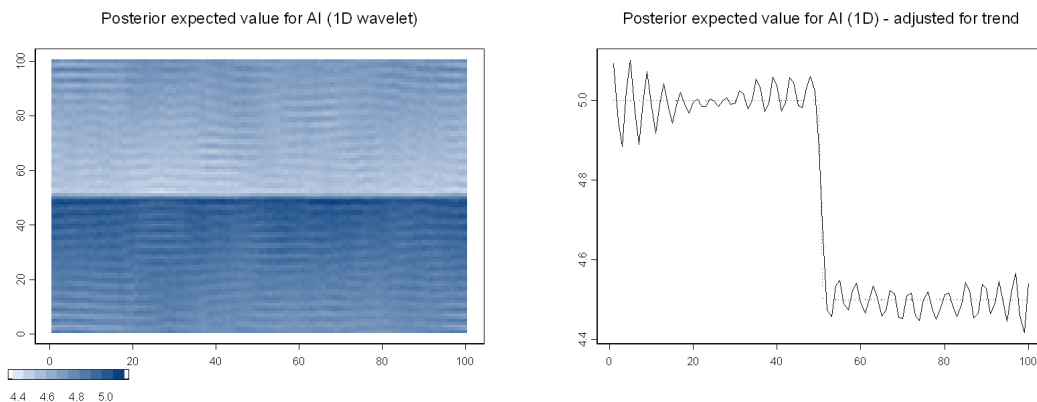 Posterior expected value for AI (1D wavelet)
100
80
60
40
20
0
0 20 40 60 80 100
4.4 4.6 4.8 5.0
Posterior expected value for AI (1D) - adjusted for trend
5.0
4.8
4.6
4.4
0 20 40 60 80 100